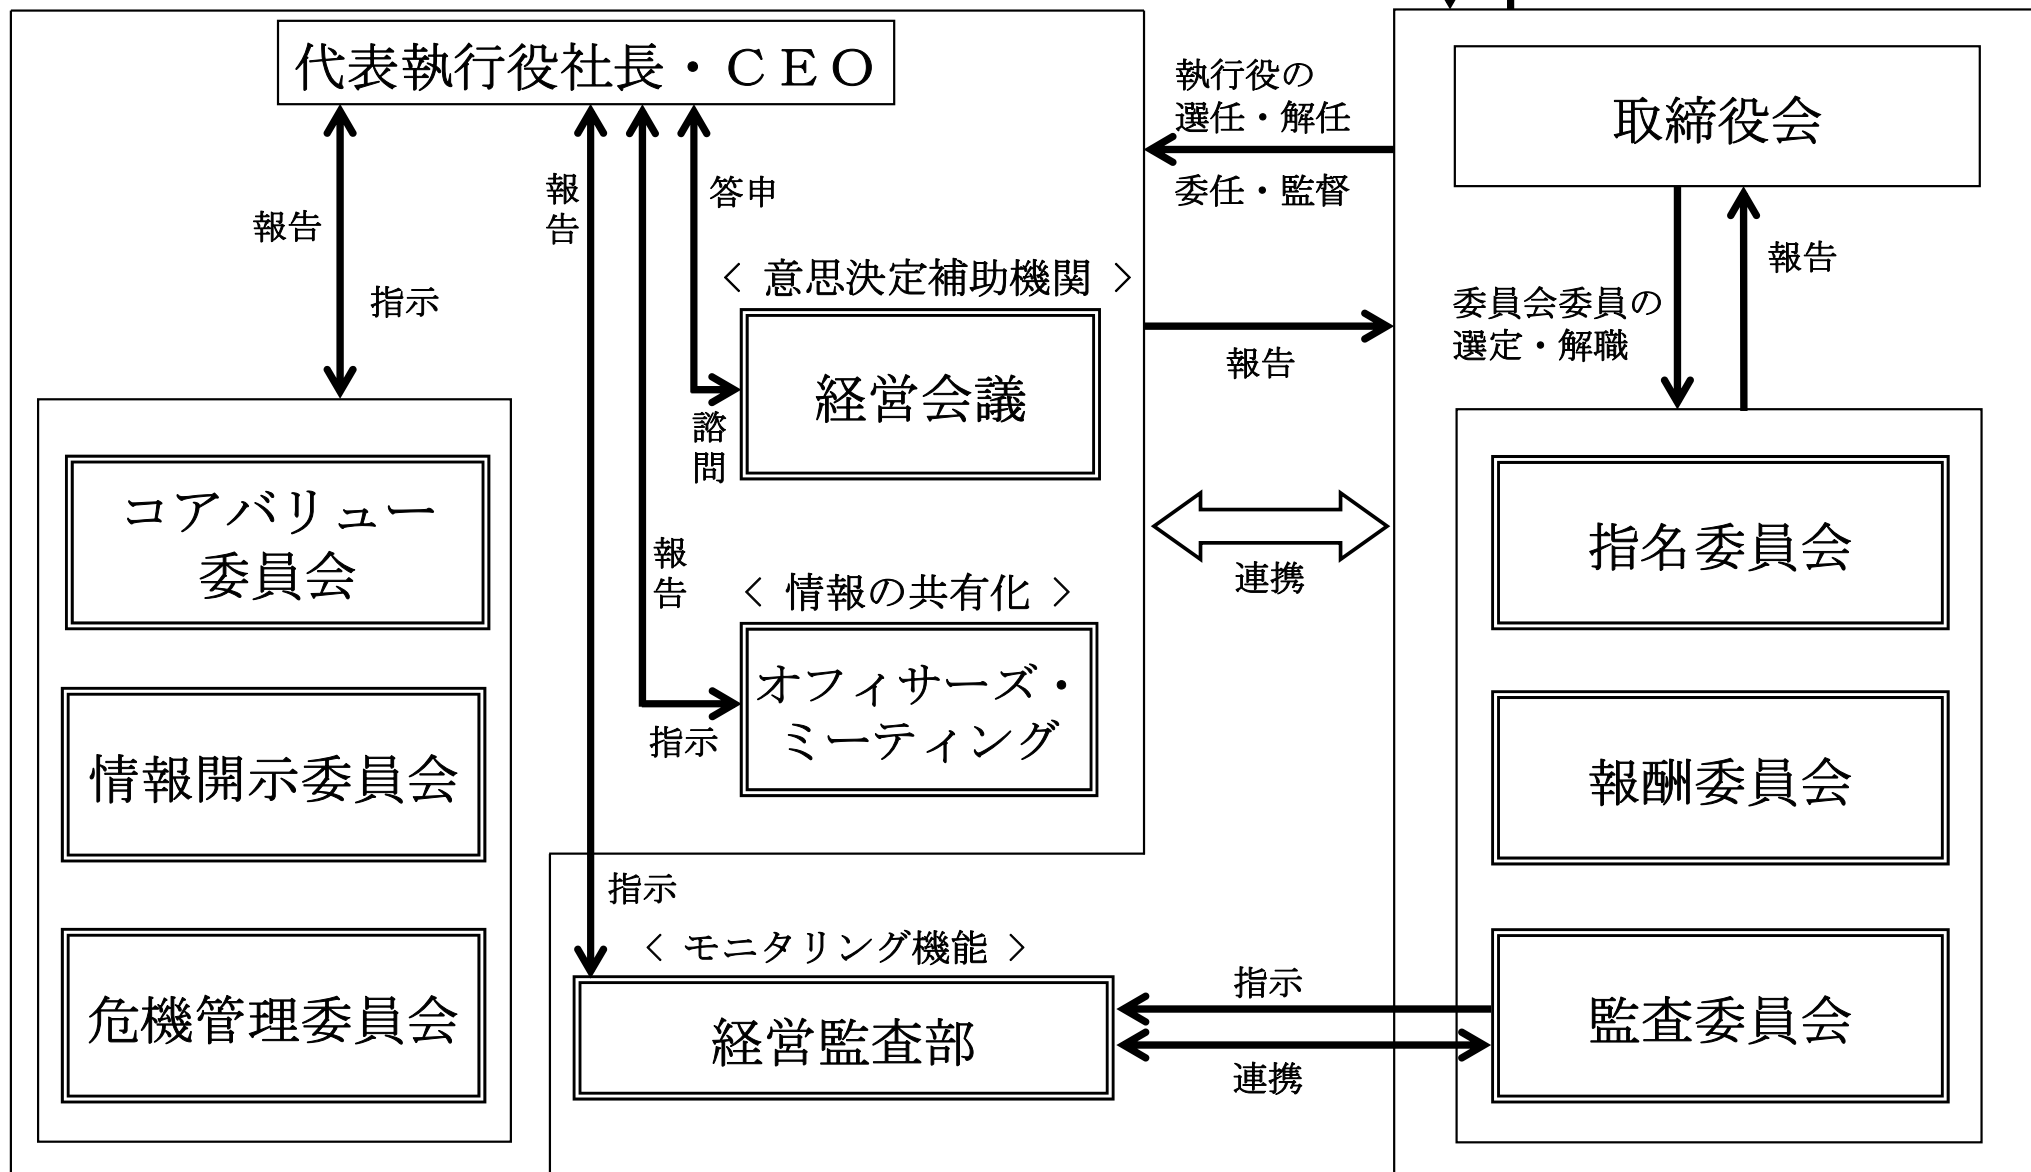 代表執行役社長・ＣＥＯ
報告
指示
コアバリュー
委員会
情報開示委員会
危機管理委員会
報告
答申
〈 意思決定補助機関 〉
経営会議
諮問
報告
〈 情報の共有化 〉
オフィサーズ・
ミーティング
指示
指示
〈 モニタリング機能 〉
経営監査部
執行役の
選任・解任
委任・監督
報告
連携
指示
連携
取締役会
報告
委員会委員の
選定・解職
指名委員会
報酬委員会
監査委員会